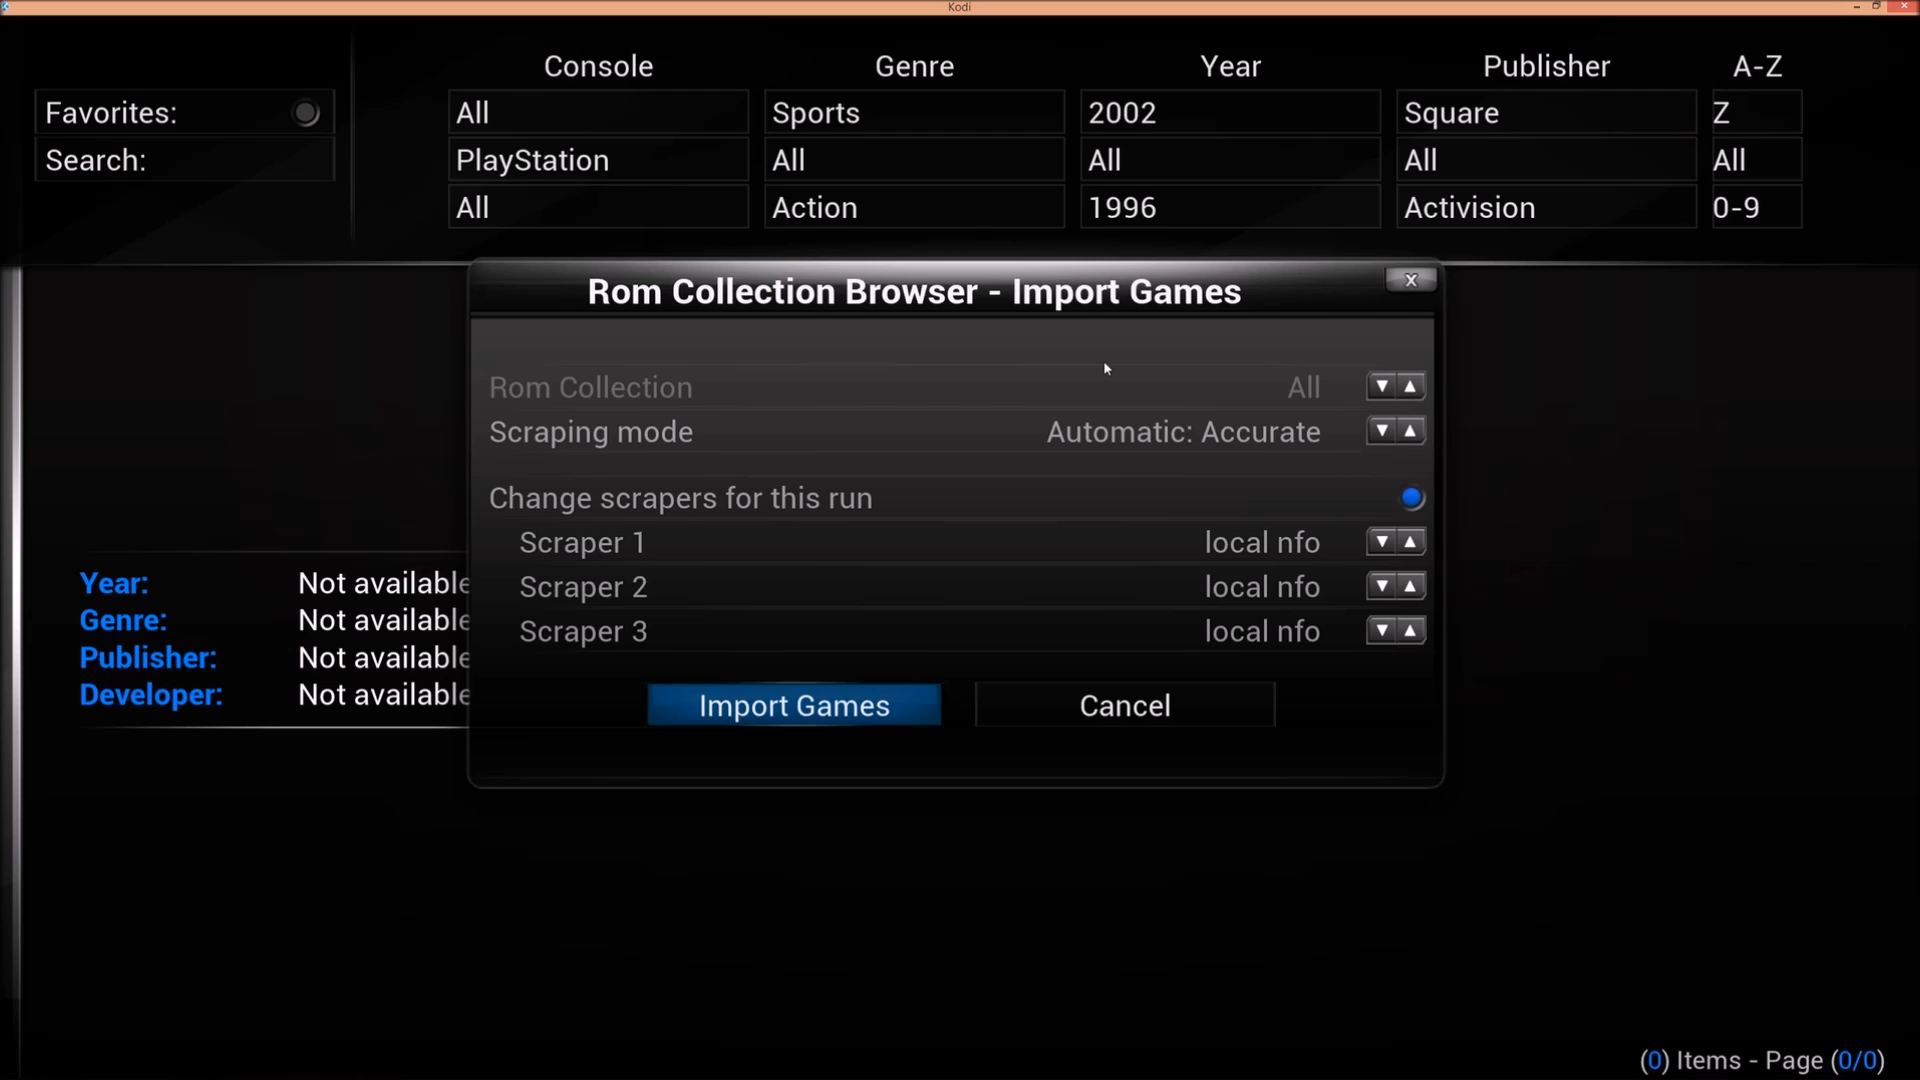 Kodi
Console Genre Year Publisher A-Z
Favorites: All Sports 2002 Square Z
Search: PlayStation All All All All
All Action 1996 Activision 0-9
Rom Collection Browser - Import Games
x
Rom Collection All
Scraping mode Automatic: Accurate
Change scrapers for this run
Scraper 1 local nfo
Scraper 2 local nfo
Scraper 3 local nfo
Import Games Cancel
Year: Not available
Genre: Not available
Publisher: Not available
Developer: Not available
(0) Items - Page (0/0)